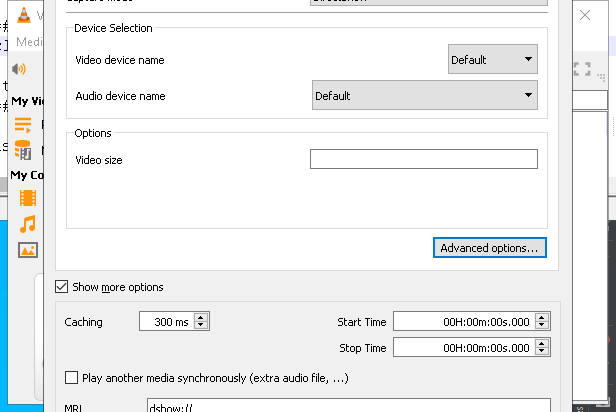 Device Selection
Video device name
Default
Audio device name
Default
Options
Video size
Advanced options...
Show more options
Caching
300 ms
Start Time
00H:00m:00s.000
Stop Time
00H:00m:00s.000
Play another media synchronously (extra audio file, ...)
MRL
dshow://
V
Medi
My Vi
My Co